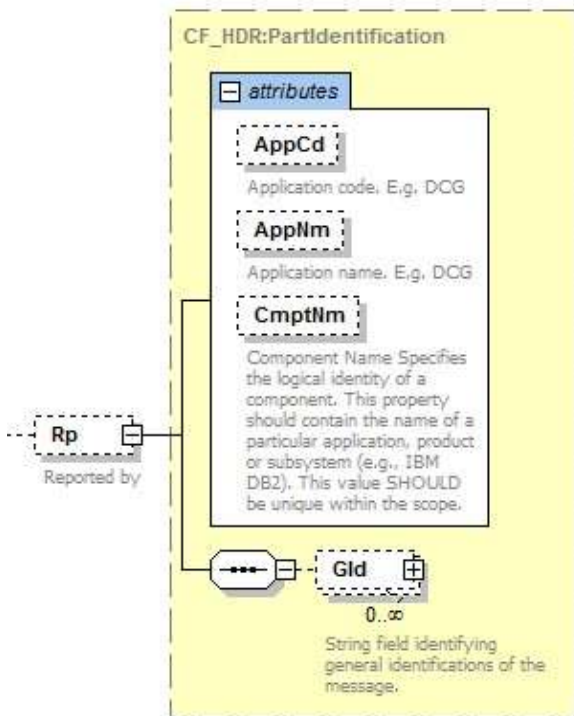 CF_HDR:PartIdentification
attributes
AppCd
Application code. E.g. DCG
AppNm
Application name. E.g. DCG
CmptNm
Component Name Specifies
the logical identity of a
component. This property
should contain the name of a
particular application, product
or subsystem (e.g., IBM
DB2). This value SHOULD
be unique within the scope.
Rp
Reported by
GId
0..∞
String field identifying
general identifications of the
message.